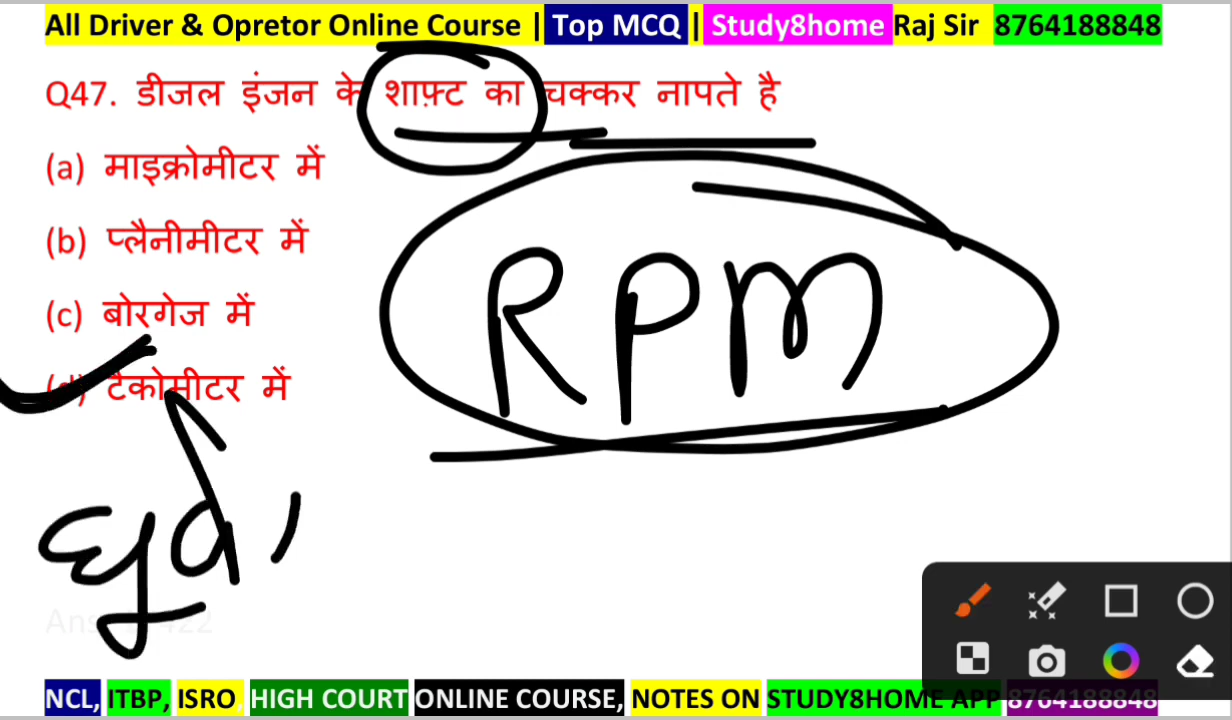 All Driver & Opretor Online Course | Top MCQ | Study8home Raj Sir 8764188848
Q47. डीजल इंजन के शाफ़्ट का चक्कर नापते है
(a) माइक्रोमीटर में
(b) प्लैनीमीटर में
(c) बोरगेज में
(d) टैकोमीटर में
RPM
NCL, ITBP, ISRO, HIGH COURT ONLINE COURSE, NOTES ON STUDY8HOME APP 8764188848